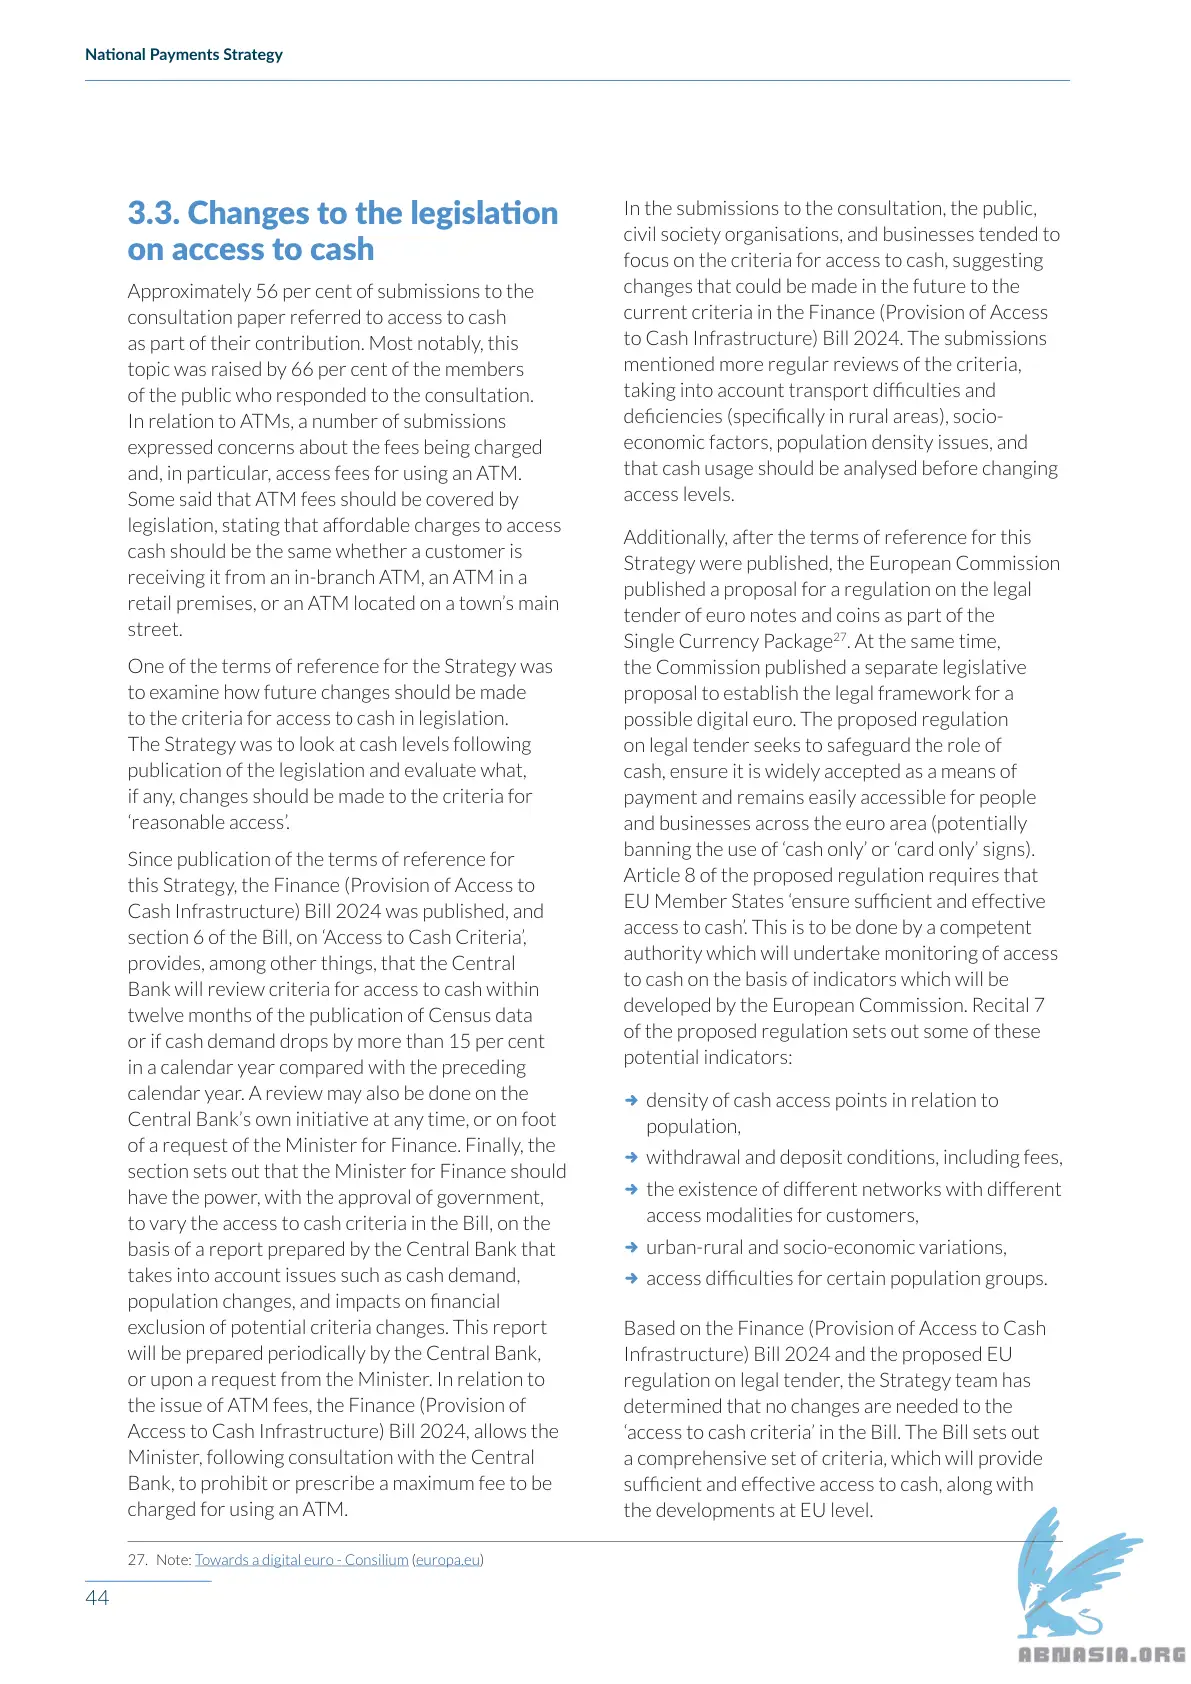 National Payments Strategy
3.3. Changes to the legislation
on access to cash
Approximately 56 per cent of submissions to the
consultation paper referred to access to cash
as part of their contribution. Most notably, this
topic was raised by 66 per cent of the members
of the public who responded to the consultation.
In relation to ATMs, a number of submissions
expressed concerns about the fees being charged
and, in particular, access fees for using an ATM.
Some said that ATM fees should be covered by
legislation, stating that affordable charges to access
cash should be the same whether a customer is
receiving it from an in-branch ATM, an ATM in a
retail premises, or an ATM located on a town’s main
street.
One of the terms of reference for the Strategy was
to examine how future changes should be made
to the criteria for access to cash in legislation.
The Strategy was to look at cash levels following
publication of the legislation and evaluate what,
if any, changes should be made to the criteria for
‘reasonable access’.
Since publication of the terms of reference for
this Strategy, the Finance (Provision of Access to
Cash Infrastructure) Bill 2024 was published, and
section 6 of the Bill, on ‘Access to Cash Criteria’,
provides, among other things, that the Central
Bank will review criteria for access to cash within
twelve months of the publication of Census data
or if cash demand drops by more than 15 per cent
in a calendar year compared with the preceding
calendar year. A review may also be done on the
Central Bank’s own initiative at any time, or on foot
of a request of the Minister for Finance. Finally, the
section sets out that the Minister for Finance should
have the power, with the approval of government,
to vary the access to cash criteria in the Bill, on the
basis of a report prepared by the Central Bank that
takes into account issues such as cash demand,
population changes, and impacts on financial
exclusion of potential criteria changes. This report
will be prepared periodically by the Central Bank,
or upon a request from the Minister. In relation to
the issue of ATM fees, the Finance (Provision of
Access to Cash Infrastructure) Bill 2024, allows the
Minister, following consultation with the Central
Bank, to prohibit or prescribe a maximum fee to be
charged for using an ATM.
In the submissions to the consultation, the public,
civil society organisations, and businesses tended to
focus on the criteria for access to cash, suggesting
changes that could be made in the future to the
current criteria in the Finance (Provision of Access
to Cash Infrastructure) Bill 2024. The submissions
mentioned more regular reviews of the criteria,
taking into account transport difficulties and
deficiencies (specifically in rural areas), socio-
economic factors, population density issues, and
that cash usage should be analysed before changing
access levels.
Additionally, after the terms of reference for this
Strategy were published, the European Commission
published a proposal for a regulation on the legal
tender of euro notes and coins as part of the
Single Currency Package27. At the same time,
the Commission published a separate legislative
proposal to establish the legal framework for a
possible digital euro. The proposed regulation
on legal tender seeks to safeguard the role of
cash, ensure it is widely accepted as a means of
payment and remains easily accessible for people
and businesses across the euro area (potentially
banning the use of ‘cash only’ or ‘card only’ signs).
Article 8 of the proposed regulation requires that
EU Member States ‘ensure sufficient and effective
access to cash’. This is to be done by a competent
authority which will undertake monitoring of access
to cash on the basis of indicators which will be
developed by the European Commission. Recital 7
of the proposed regulation sets out some of these
potential indicators:
➔ density of cash access points in relation to
population,
➔ withdrawal and deposit conditions, including fees,
➔ the existence of different networks with different
access modalities for customers,
➔ urban-rural and socio-economic variations,
➔ access difficulties for certain population groups.
Based on the Finance (Provision of Access to Cash
Infrastructure) Bill 2024 and the proposed EU
regulation on legal tender, the Strategy team has
determined that no changes are needed to the
‘access to cash criteria’ in the Bill. The Bill sets out
a comprehensive set of criteria, which will provide
sufficient and effective access to cash, along with
the developments at EU level.
27. Note: Towards a digital euro - Consilium (europa.eu)
44
ABNASIA.ORG